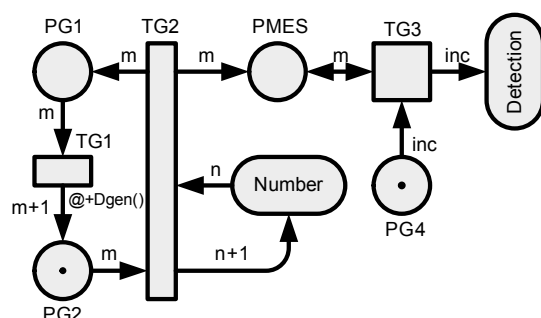 PG1
TG2
PMES
TG3
m
m
m
inc
Detection
m
TG1
n
Number
inc
m+1
@+Dgen()
m
n+1
PG4
PG2